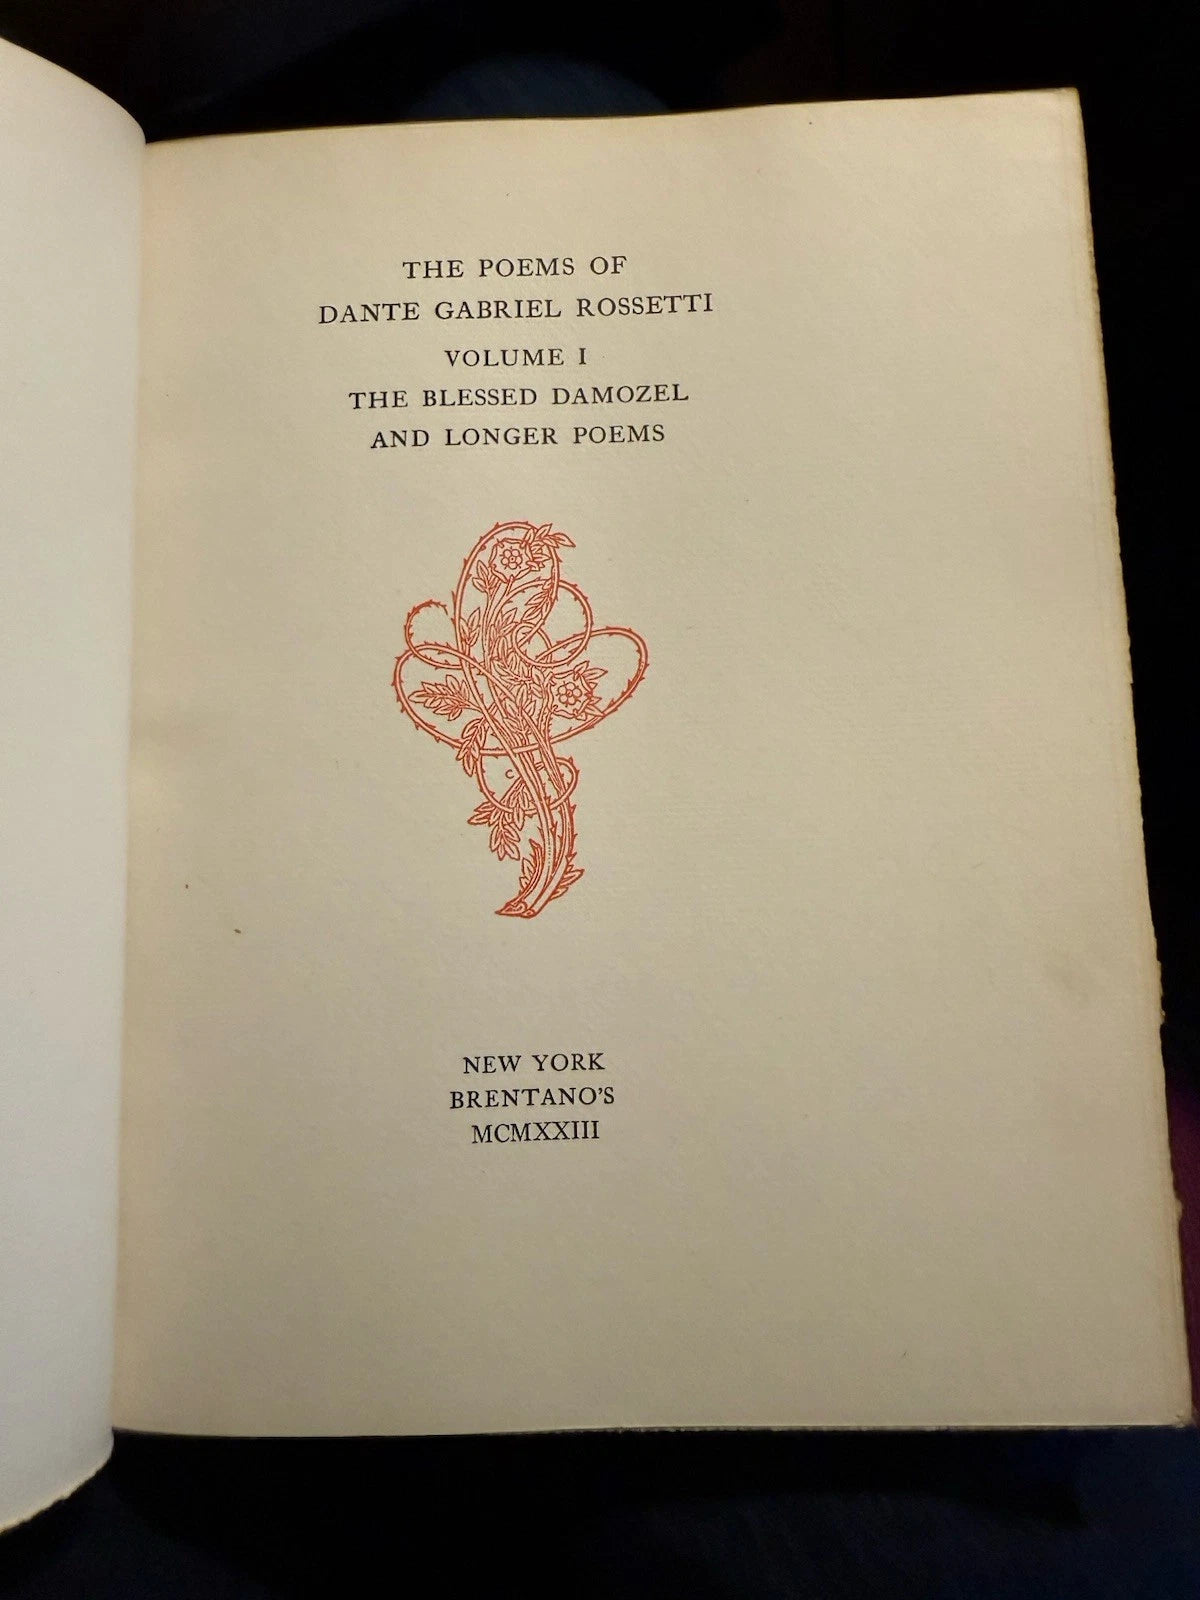 THE POEMS OF
DANTE GABRIEL ROSSETTI
VOLUME I
THE BLESSED DAMOZEL
AND LONGER POEMS
NEW YORK
BRENTANO'S
MCMXXIII